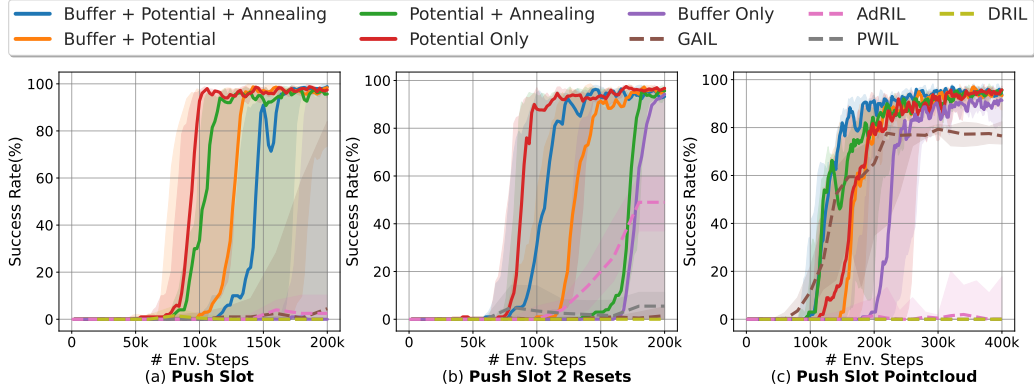 Buffer + Potential + Annealing Potential + Annealing Buffer Only AdRIL DRIL
Buffer + Potential Potential Only GAIL PWIL
Success Rate(%)
100
80
60
40
20
0
0 50k 100k 150k 200k
# Env. Steps
(a) Push Slot
Success Rate(%)
100
80
60
40
20
0
0 50k 100k 150k 200k
# Env. Steps
(b) Push Slot 2 Resets
Success Rate(%)
100
80
60
40
20
0
0 100k 200k 300k 400k
# Env. Steps
(c) Push Slot Pointcloud